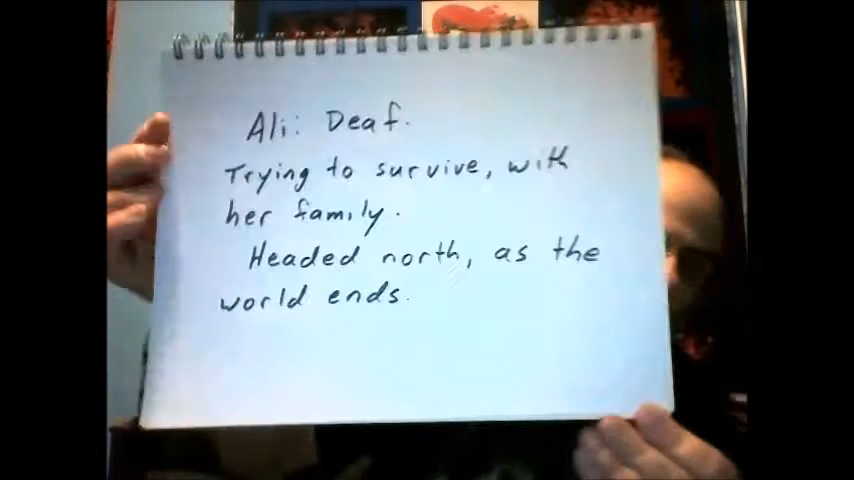 Ali: Deaf.
Trying to survive, with
her family.
Headed north, as the
world ends.